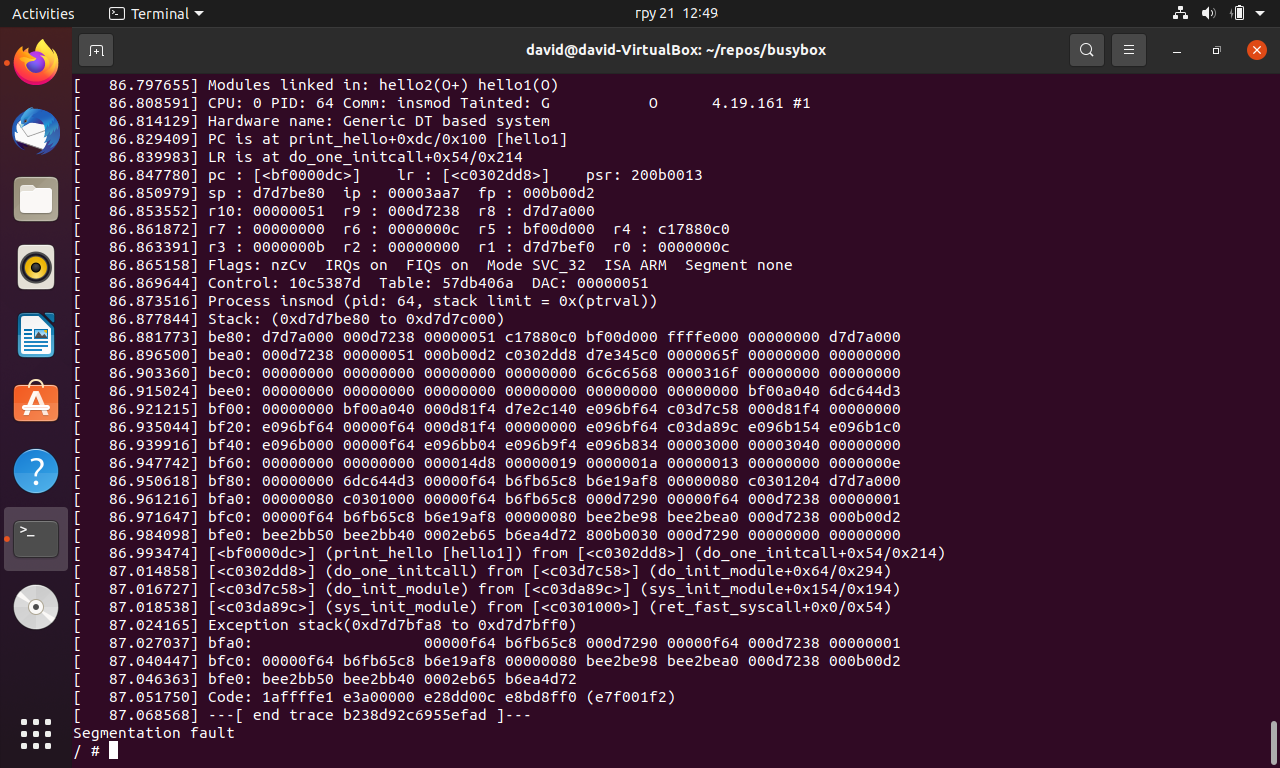 Activities
Terminal
гру 21 12:49
david@david-VirtualBox: ~/repos/busybox
[   86.797655] Modules linked in: hello2(O+) hello1(O)
[   86.808591] CPU: 0 PID: 64 Comm: insmod Tainted: G           O      4.19.161 #1
[   86.814129] Hardware name: Generic DT based system
[   86.829409] PC is at print_hello+0xdc/0x100 [hello1]
[   86.839983] LR is at do_one_initcall+0x54/0x214
[   86.847780] pc : [<bf0000dc>]    lr : [<c0302dd8>]    psr: 200b0013
[   86.850979] sp : d7d7be80  ip : 00003aa7  fp : 000b00d2
[   86.853552] r10: 00000051  r9 : 000d7238  r8 : d7d7a000
[   86.861872] r7 : 00000000  r6 : 0000000c  r5 : bf00d000  r4 : c17880c0
[   86.863391] r3 : 0000000b  r2 : 00000000  r1 : d7d7bef0  r0 : 0000000c
[   86.865158] Flags: nzCv  IRQs on  FIQs on  Mode SVC_32  ISA ARM  Segment none
[   86.869644] Control: 10c5387d  Table: 57db406a  DAC: 00000051
[   86.873516] Process insmod (pid: 64, stack limit = 0x(ptrval))
[   86.877844] Stack: (0xd7d7be80 to 0xd7d7c000)
[   86.881773] be80: d7d7a000 000d7238 00000051 c17880c0 bf00d000 ffffe000 00000000 d7d7a000
[   86.896500] bea0: 000d7238 00000051 000b00d2 c0302dd8 d7e345c0 0000065f 00000000 00000000
[   86.903360] bec0: 00000000 00000000 00000000 00000000 6c6c6568 0000316f 00000000 00000000
[   86.915024] bee0: 00000000 00000000 00000000 00000000 00000000 00000000 bf00a040 6dc644d3
[   86.921215] bf00: 00000000 bf00a040 000d81f4 d7e2c140 e096bf64 c03d7c58 000d81f4 00000000
[   86.935044] bf20: e096bf64 00000f64 000d81f4 00000000 e096bf64 c03da89c e096b154 e096b1c0
[   86.939916] bf40: e096b000 00000f64 e096bb04 e096b9f4 e096b834 00003000 00003040 00000000
[   86.947742] bf60: 00000000 00000000 000014d8 00000019 0000001a 00000013 00000000 0000000e
[   86.950618] bf80: 00000000 6dc644d3 00000f64 b6fb65c8 b6e19af8 00000080 c0301204 d7d7a000
[   86.961216] bfa0: 00000080 c0301000 00000f64 b6fb65c8 000d7290 00000f64 000d7238 00000001
[   86.971647] bfc0: 00000f64 b6fb65c8 b6e19af8 00000080 bee2be98 bee2bea0 000d7238 000b00d2
[   86.984098] bfe0: bee2bb50 bee2bb40 0002eb65 b6ea4d72 800b0030 000d7290 00000000 00000000
[   86.993474] [<bf0000dc>] (print_hello [hello1]) from [<c0302dd8>] (do_one_initcall+0x54/0x214)
[   87.014858] [<c0302dd8>] (do_one_initcall) from [<c03d7c58>] (do_init_module+0x64/0x294)
[   87.016727] [<c03d7c58>] (do_init_module) from [<c03da89c>] (sys_init_module+0x154/0x194)
[   87.018538] [<c03da89c>] (sys_init_module) from [<c0301000>] (ret_fast_syscall+0x0/0x54)
[   87.024165] Exception stack(0xd7d7bfa8 to 0xd7d7bff0)
[   87.027037] bfa0:                   00000f64 b6fb65c8 000d7290 00000f64 000d7238 00000001
[   87.040447] bfc0: 00000f64 b6fb65c8 b6e19af8 00000080 bee2be98 bee2bea0 000d7238 000b00d2
[   87.046363] bfe0: bee2bb50 bee2bb40 0002eb65 b6ea4d72
[   87.051750] Code: 1affffe1 e3a00000 e28dd00c e8bd8ff0 (e7f001f2)
[   87.068568] ---[ end trace b238d92c6955efad ]---
Segmentation fault
/ #